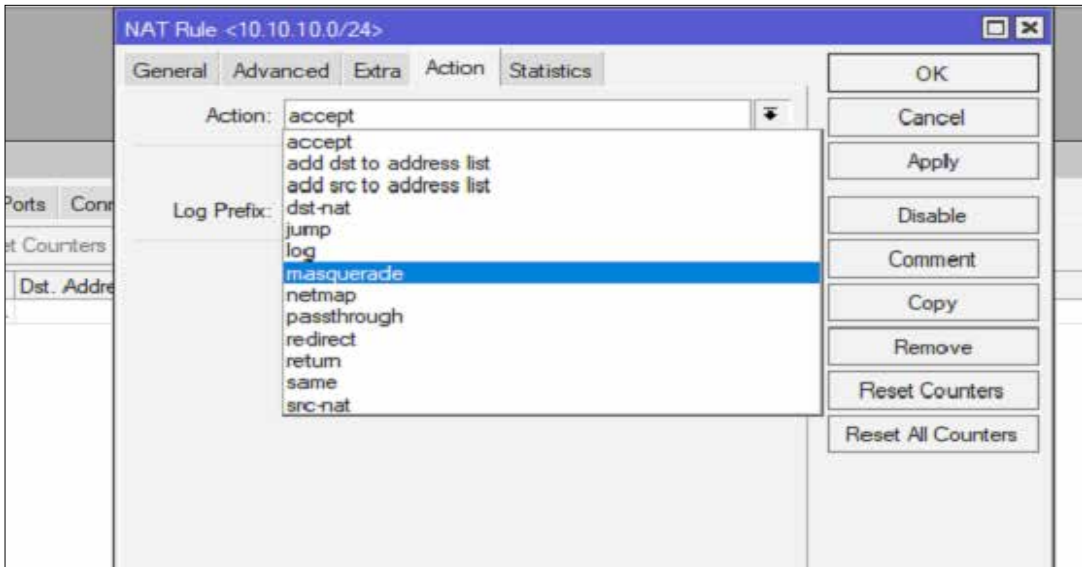 NAT Rule <10.10.10.0/24>
General Advanced Extra Action Statistics
Action: accept
accept
add dst to address list
add src to address list
dst-nat
jump
log
masquerade
netmap
passthrough
redirect
return
same
src-nat
Log Prefix:
OK
Cancel
Apply
Disable
Comment
Copy
Remove
Reset Counters
Reset All Counters
Ports Conn
et Counters
Dst. Addre